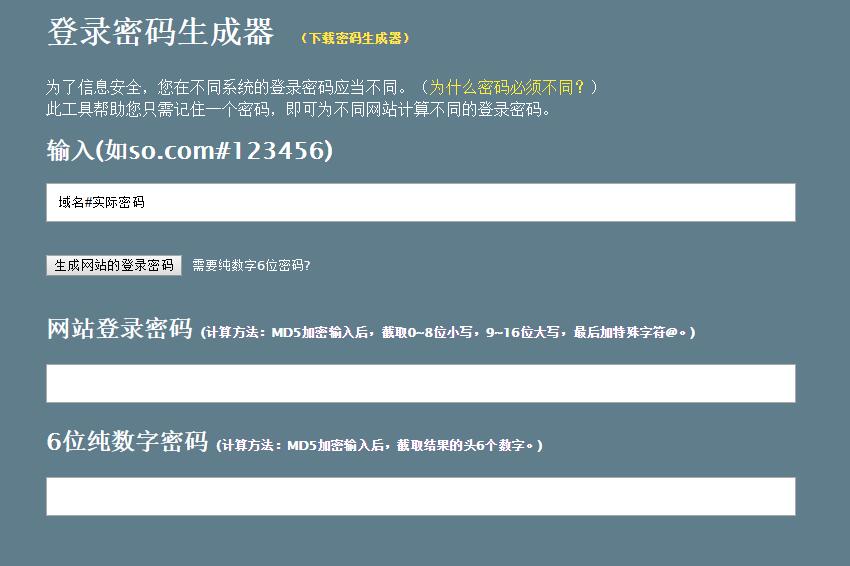 登录密码生成器 （下载密码生成器）
为了信息安全，您在不同系统的登录密码应当不同。（为什么密码必须不同？）
此工具帮助您只需记住一个密码，即可为不同网站计算不同的登录密码。
输入(如so.com#123456)
域名#实际密码
生成网站的登录密码 需要纯数字6位密码?
网站登录密码 (计算方法：MD5加密输入后，截取0~8位小写，9~16位大写，最后加特殊字符@。)
6位纯数字密码 (计算方法：MD5加密输入后，截取结果的头6个数字。)